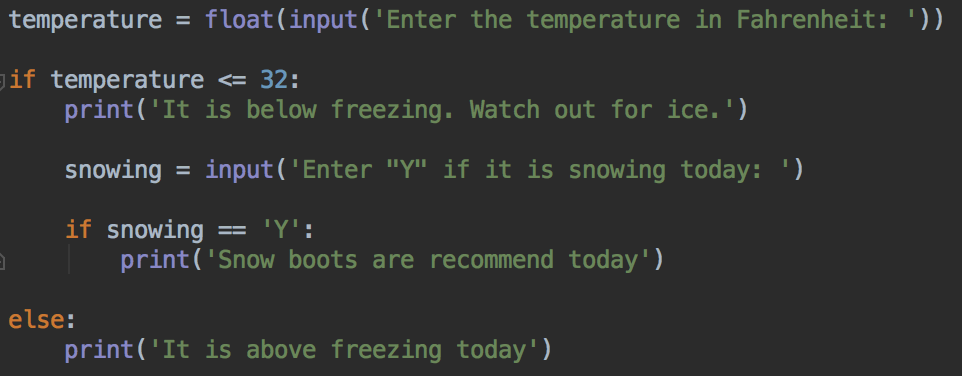 temperature = float(input('Enter the temperature in Fahrenheit: '))
if temperature <= 32:
    print('It is below freezing. Watch out for ice.')
    snowing = input('Enter "Y" if it is snowing today: ')
    if snowing == 'Y':
        print('Snow boots are recommend today')
else:
    print('It is above freezing today')